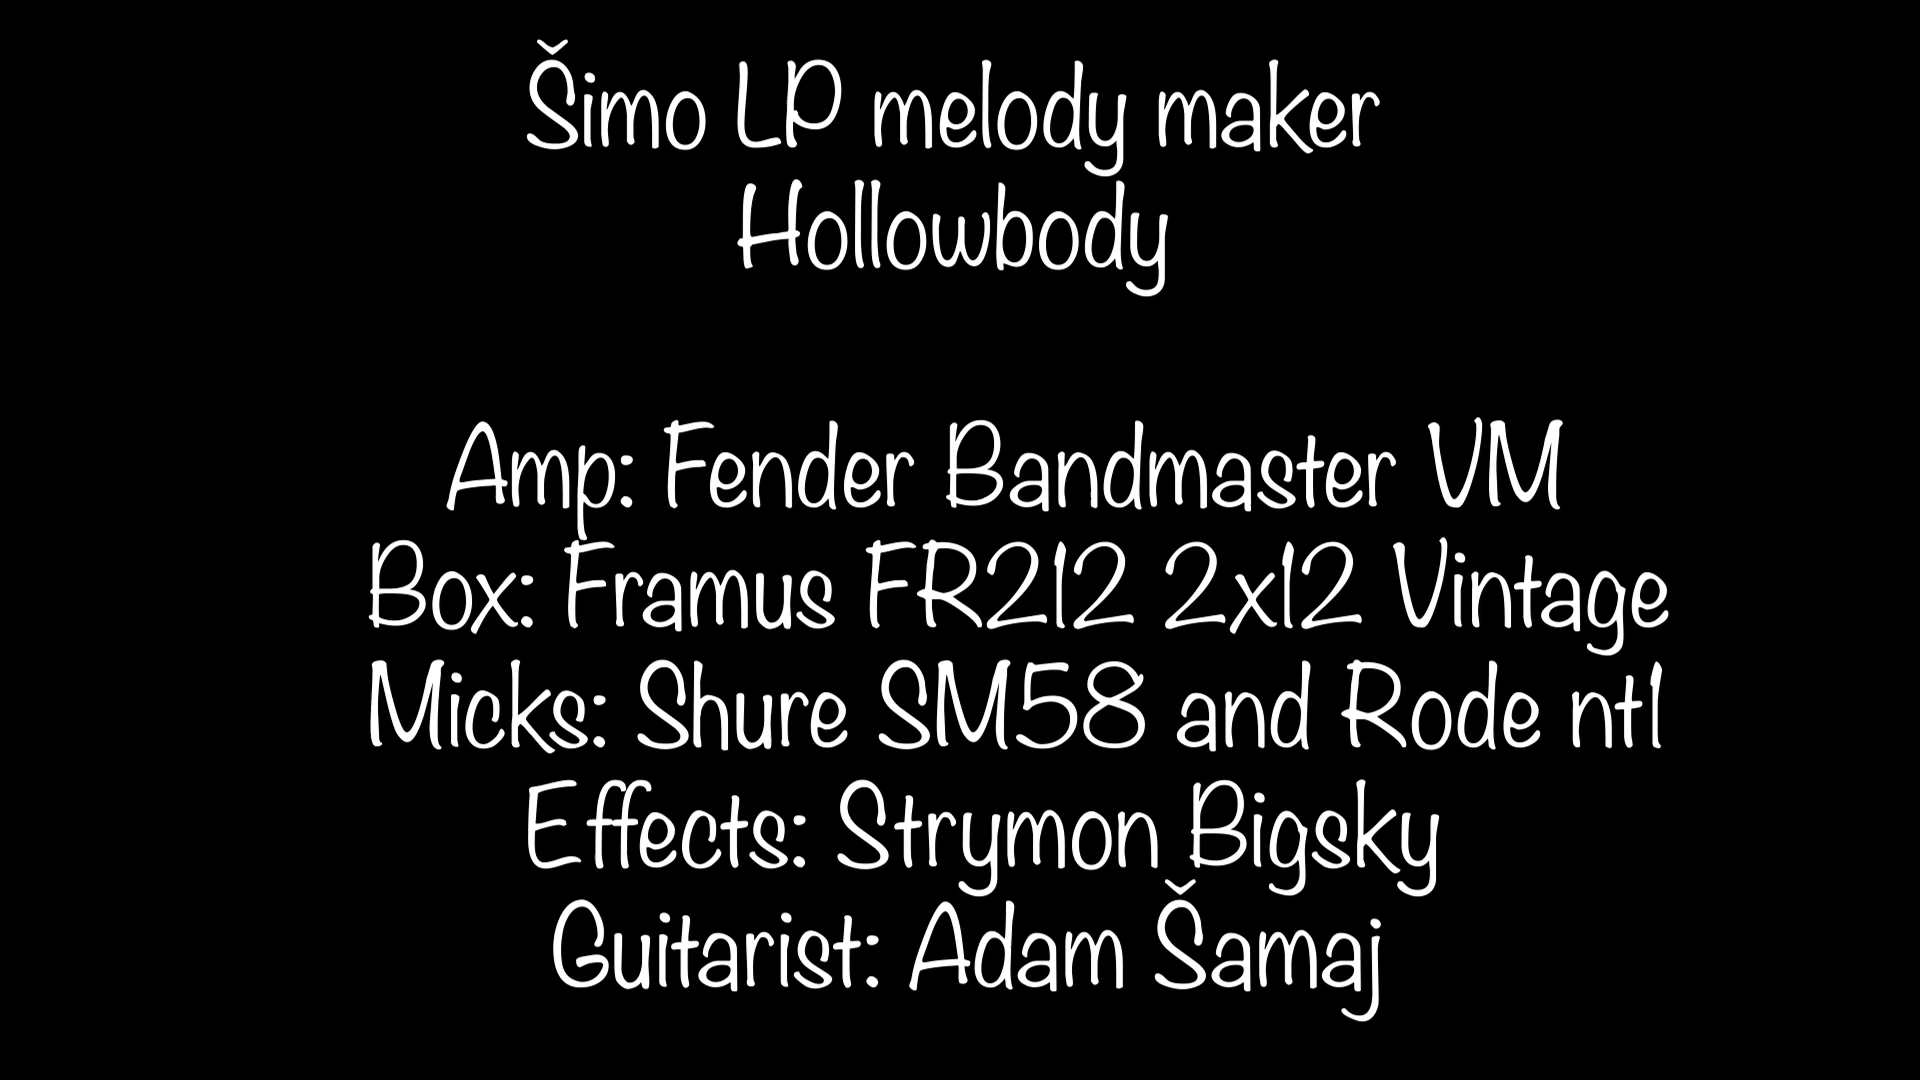 Šimo LP melody maker
Hollowbody
Amp: Fender Bandmaster VM
Box: Framus FR212 2x12 Vintage
Micks: Shure SM58 and Rode nt1
Effects: Strymon Bigsky
Guitarist: Adam Šamaj